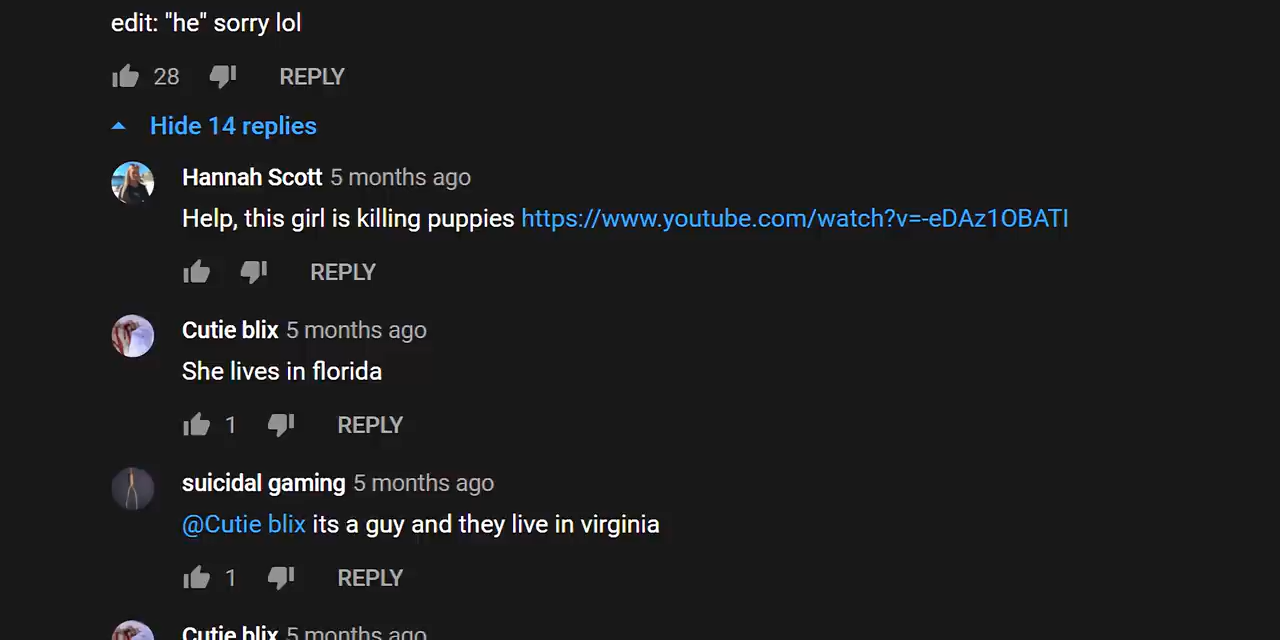 edit: "he" sorry lol
28 REPLY
Hide 14 replies
Hannah Scott 5 months ago
Help, this girl is killing puppies https://www.youtube.com/watch?v=-eDAz1OBATI
REPLY
Cutie blix 5 months ago
She lives in florida
1 REPLY
suicidal gaming 5 months ago
@Cutie blix its a guy and they live in virginia
1 REPLY
Cutie blix 5 months ago